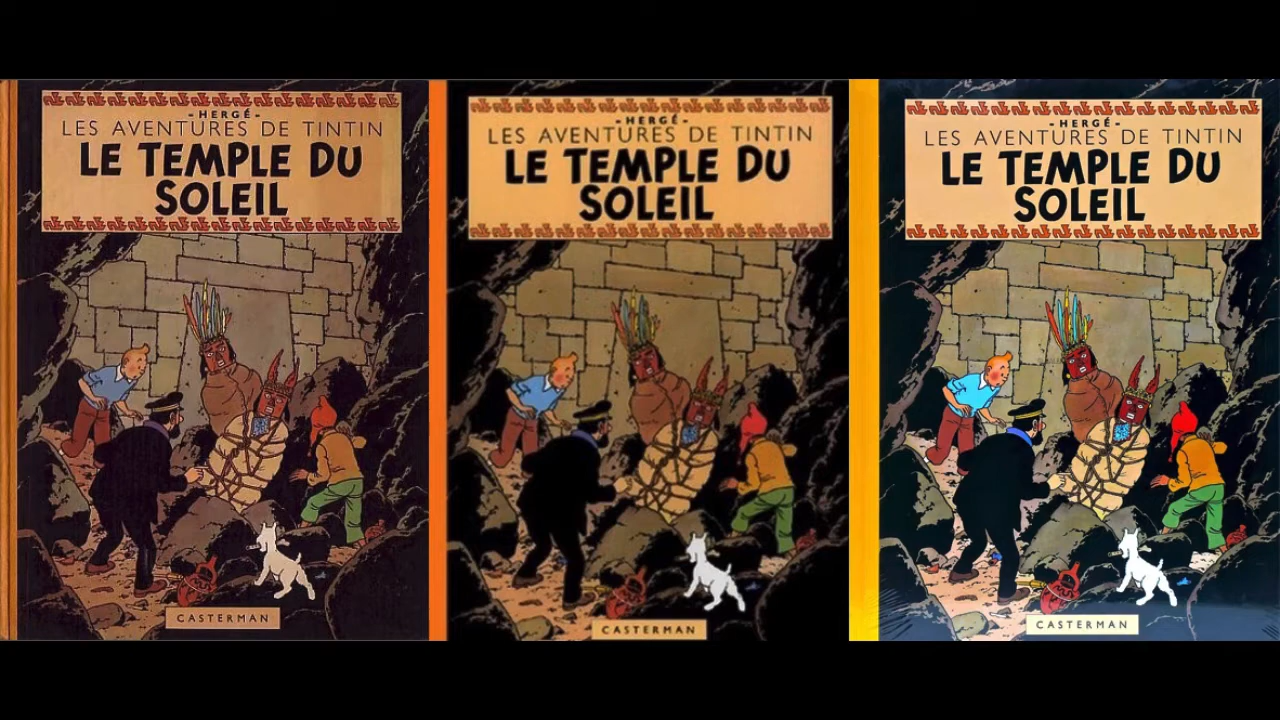 - HERGÉ -
LES AVENTURES DE TINTIN
LE TEMPLE DU
SOLEIL
CASTERMAN
- HERGÉ -
LES AVENTURES DE TINTIN
LE TEMPLE DU
SOLEIL
CASTERMAN
- HERGÉ -
LES AVENTURES DE TINTIN
LE TEMPLE DU
SOLEIL
CASTERMAN